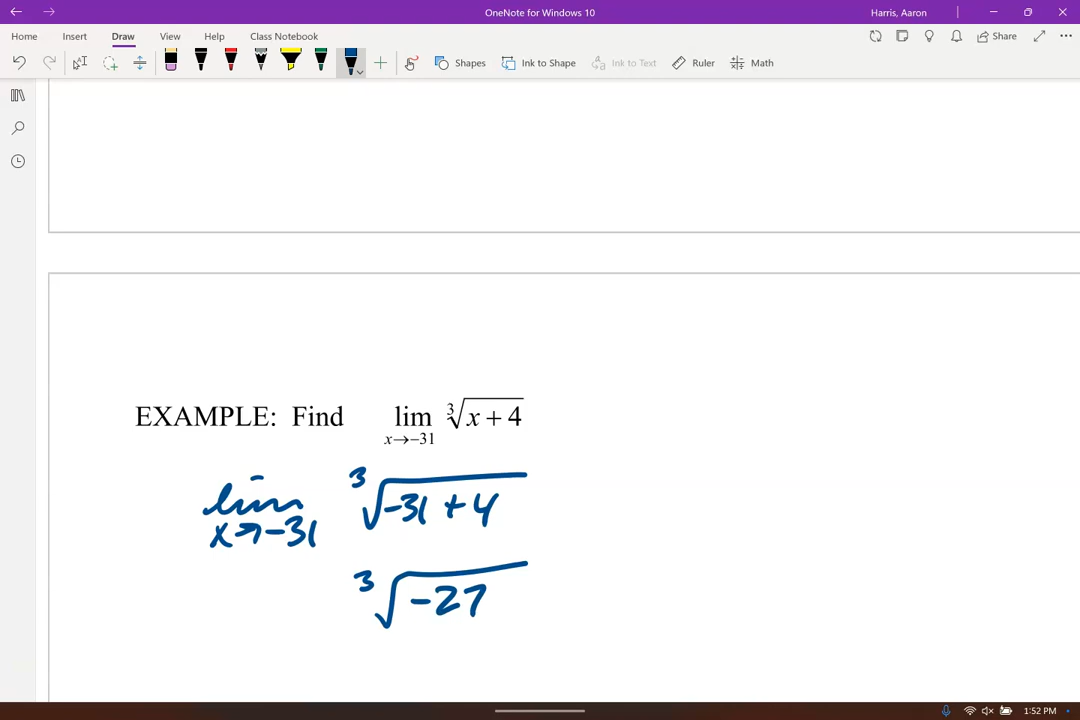 OneNote for Windows 10
Harris, Aaron
Home Insert Draw View Help Class Notebook
Share
Shapes Ink to Shape Ink to Text Ruler Math
EXAMPLE: Find lim ∛(x + 4)
x→−31
lim ∛(-31 + 4)
x→-31
∛(-27)
1:52 PM